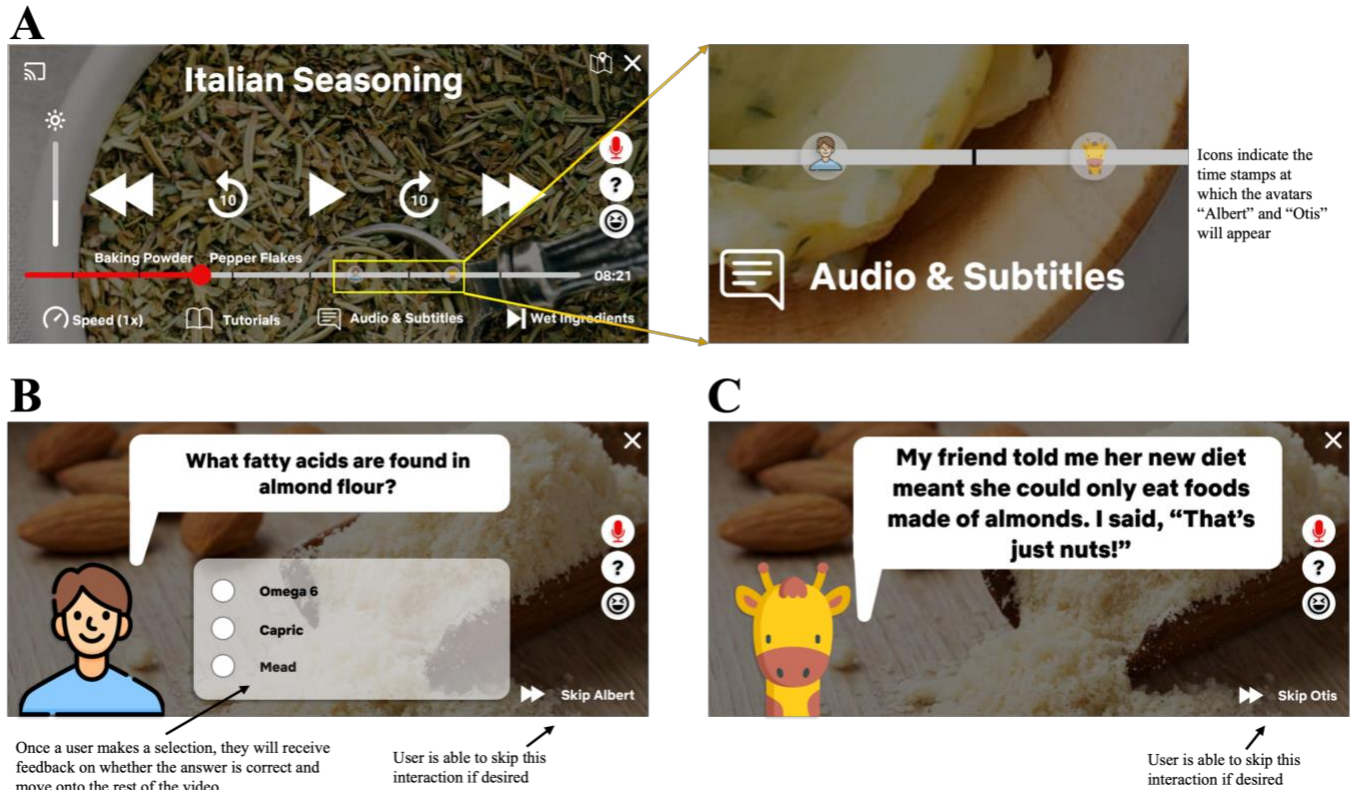 A
Italian Seasoning
10
10
?
Baking Powder Pepper Flakes
08:21
Speed (1x) Tutorials Audio & Subtitles Wet Ingredients
Audio & Subtitles
Icons indicate the
time stamps at
which the avatars
“Albert” and “Otis”
will appear
B
What fatty acids are found in
almond flour?
?
Omega 6
Capric
Mead
Skip Albert
Once a user makes a selection, they will receive
feedback on whether the answer is correct and
move onto the rest of the video
User is able to skip this
interaction if desired
C
My friend told me her new diet
meant she could only eat foods
made of almonds. I said, “That’s
just nuts!”
?
Skip Otis
User is able to skip this
interaction if desired